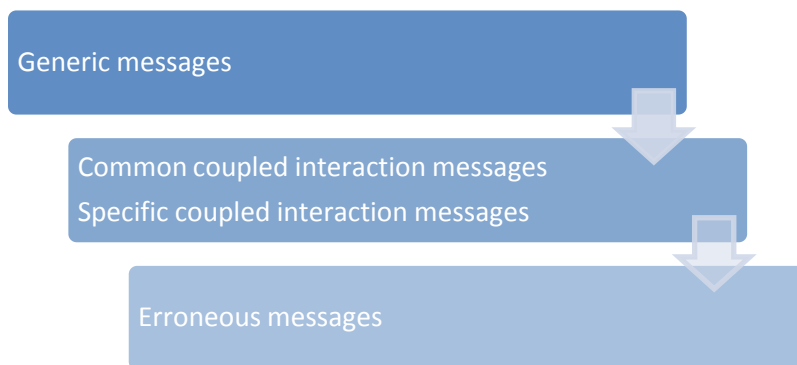 Generic messages
Common coupled interaction messages
Specific coupled interaction messages
Erroneous messages